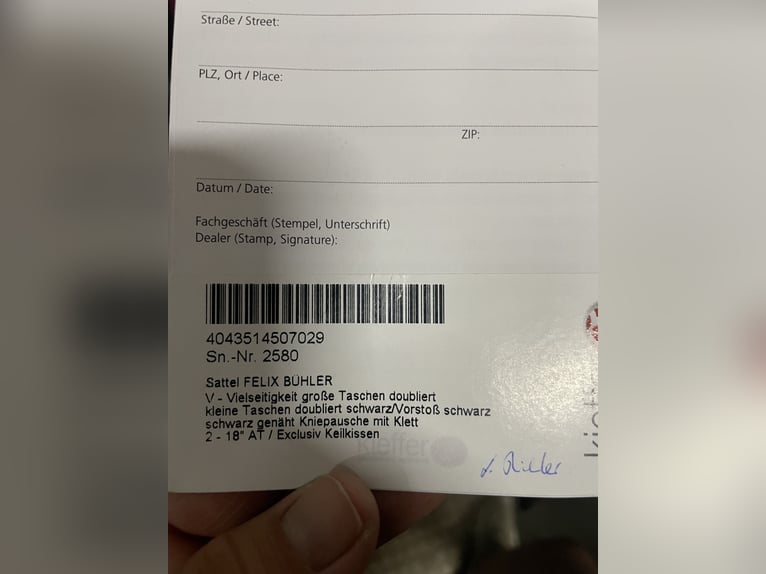 Straße / Street:
PLZ, Ort / Place:
ZIP:
Datum / Date:
Fachgeschäft (Stempel, Unterschrift)
Dealer (Stamp, Signature):
4043514507029
Sn.-Nr. 2580
Sattel FELIX BÜHLER
V - Vielseitigkeit große Taschen doubliert
kleine Taschen doubliert schwarz/Vorstoß schwarz
schwarz genäht Kniepausche mit Klett
2 - 18" AT / Exclusiv Keilkissen
kieffer